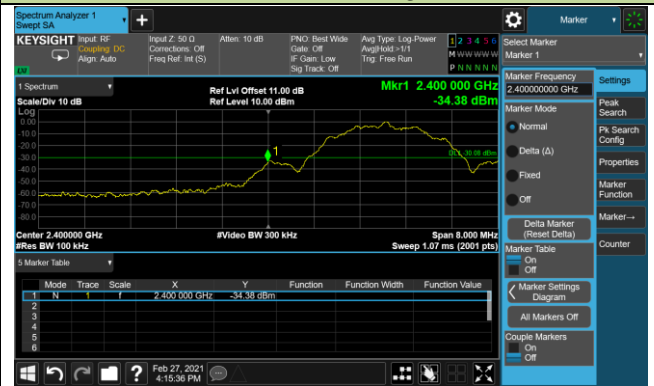 Spectrum Analyzer 1
Swept SA
+
Marker
KEYSIGHT
Input: RF
Coupling: DC
Align: Auto
Input Z: 50 Ω
Corrections: Off
Freq Ref: Int (S)
Atten: 10 dB
PNO: Best Wide
Gate: Off
IF Gain: Low
Sig Track: Off
Avg Type: Log-Power
Avg|Hold:>1/1
Trig: Free Run
1 2 3 4 5 6
M W W W W W
P N N N N N
LW
Select Marker
Marker 1
1 Spectrum
Scale/Div 10 dB
Log
Ref Lvl Offset 11.00 dB
Ref Level 10.00 dBm
Mkr1 2.400 000 GHz
-34.38 dBm
0.00
-10.0
-20.0
-30.0
-40.0
-50.0
-60.0
-70.0
-80.0
1
DL1 -30.08 dBm
Center 2.400000 GHz
#Res BW 100 kHz
#Video BW 300 kHz
Span 8.000 MHz
Sweep 1.07 ms (2001 pts)
5 Marker Table
Mode Trace Scale X Y Function Function Width Function Value
1 N 1 f 2.400 000 GHz -34.38 dBm
2
3
4
5
6
Marker Frequency
2.400000000 GHz
Marker Mode
Normal
Delta (Δ)
Fixed
Off
Delta Marker
(Reset Delta)
Marker Table
On
Off
Marker Settings
Diagram
All Markers Off
Couple Markers
On
Off
Settings
Peak
Search
Pk Search
Config
Properties
Marker
Function
Marker→
Counter
?
Feb 27, 2021
4:15:36 PM